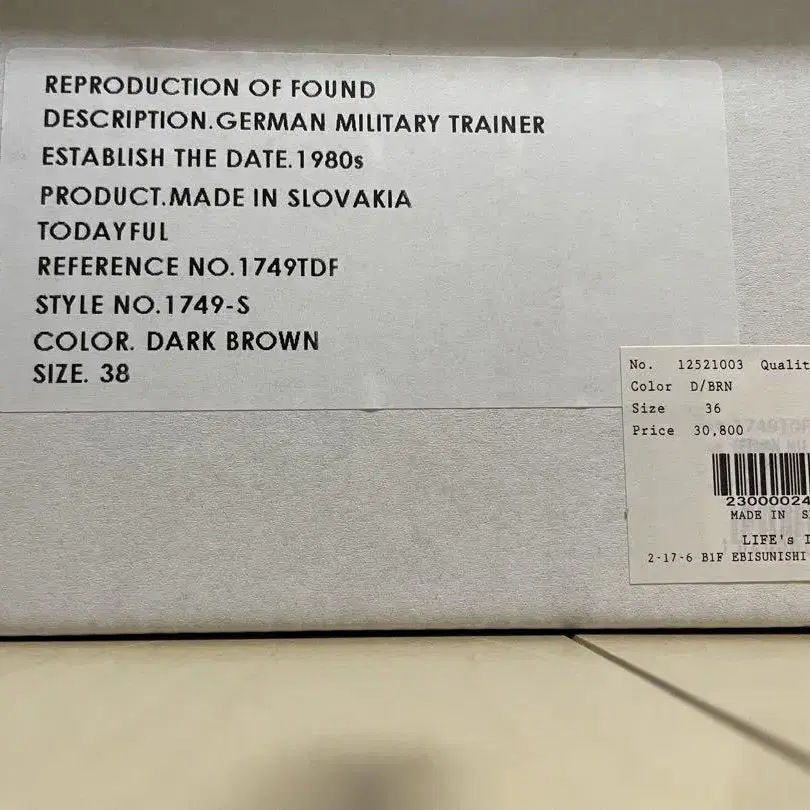 REPRODUCTION OF FOUND
DESCRIPTION.GERMAN MILITARY TRAINER
ESTABLISH THE DATE.1980s
PRODUCT.MADE IN SLOVAKIA
TODAYFUL
REFERENCE NO.1749TDF
STYLE NO.1749-S
COLOR. DARK BROWN
SIZE. 38
No. 12521003 Qualit
Color D/BRN
Size 36
Price 30,800
23000024
MADE IN S
LIFE's
2-17-6 B1F EBISUNISHI